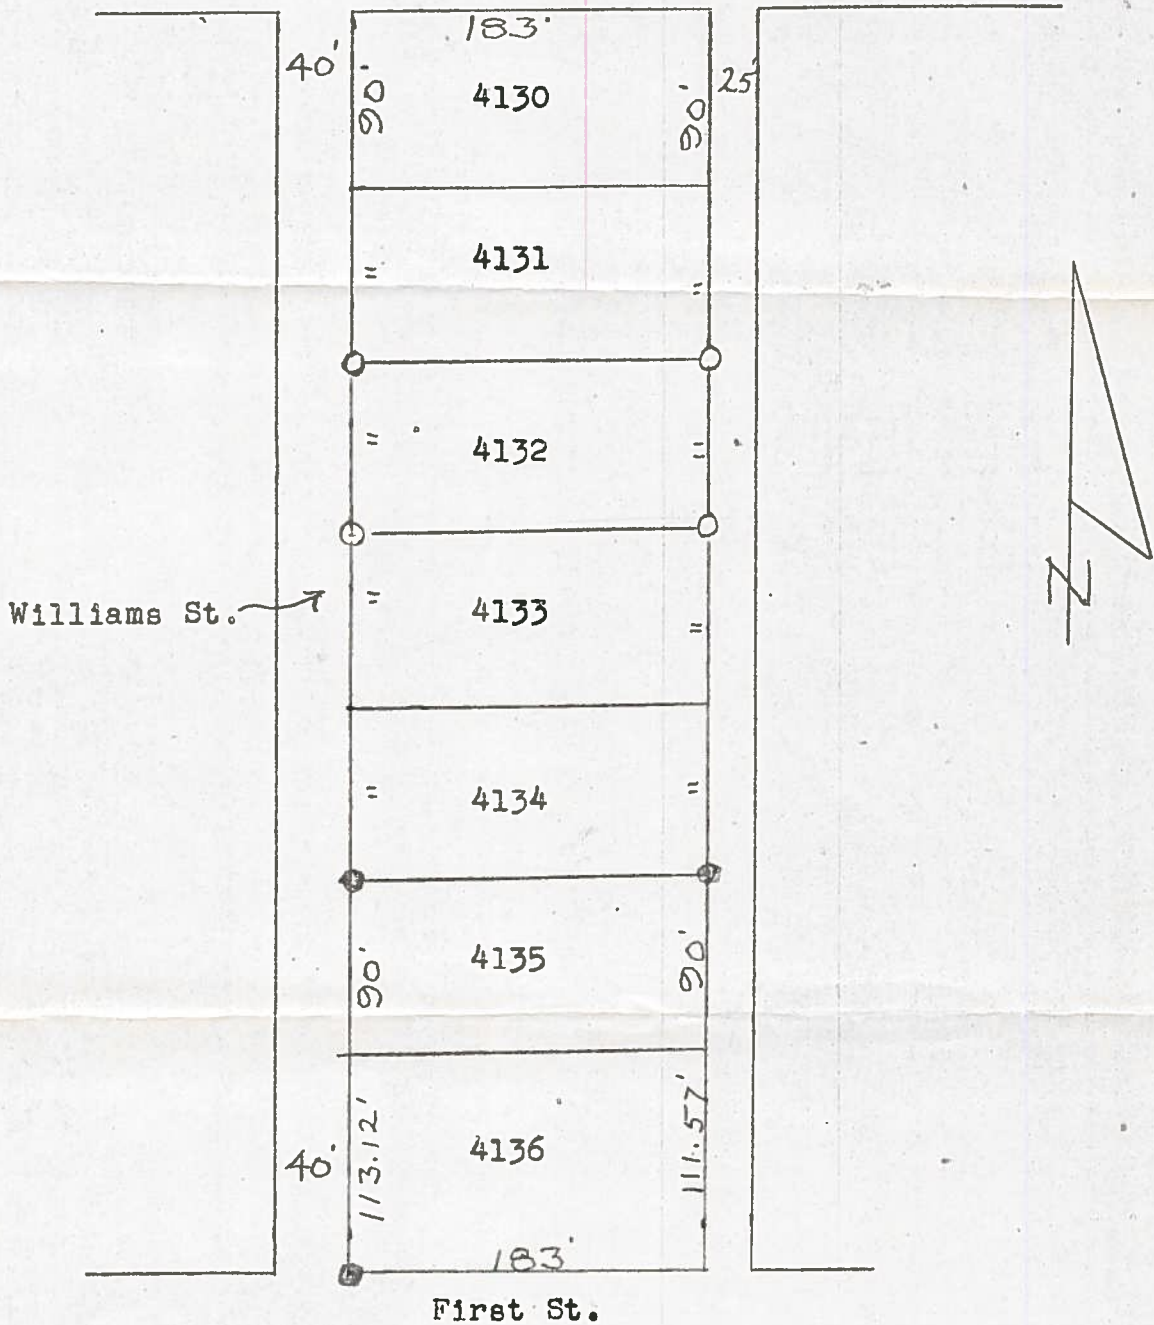 183'
40' 90' 4130 90' 25'
= 4131 =
= 4132 =
Williams St. = 4133 =
N
= 4134 =
90' 4135 90'
40' 113.12' 4136 111.57'
183'
First St.